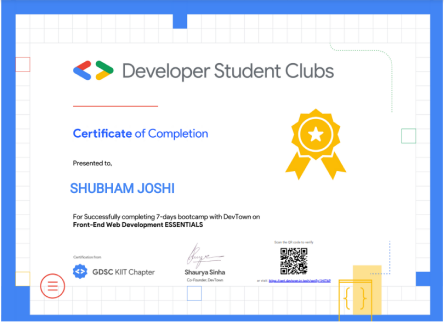 Developer Student Clubs
Certificate of Completion
Presented to,
SHUBHAM JOSHI
For Successfully completing 7-days bootcamp with DevTown on
Front-End Web Development ESSENTIALS
Certification from
GDSC KIIT Chapter
Shaurya Sinha
Co-Founder, DevTown
Scan the QR code to verify
or visit
{ }